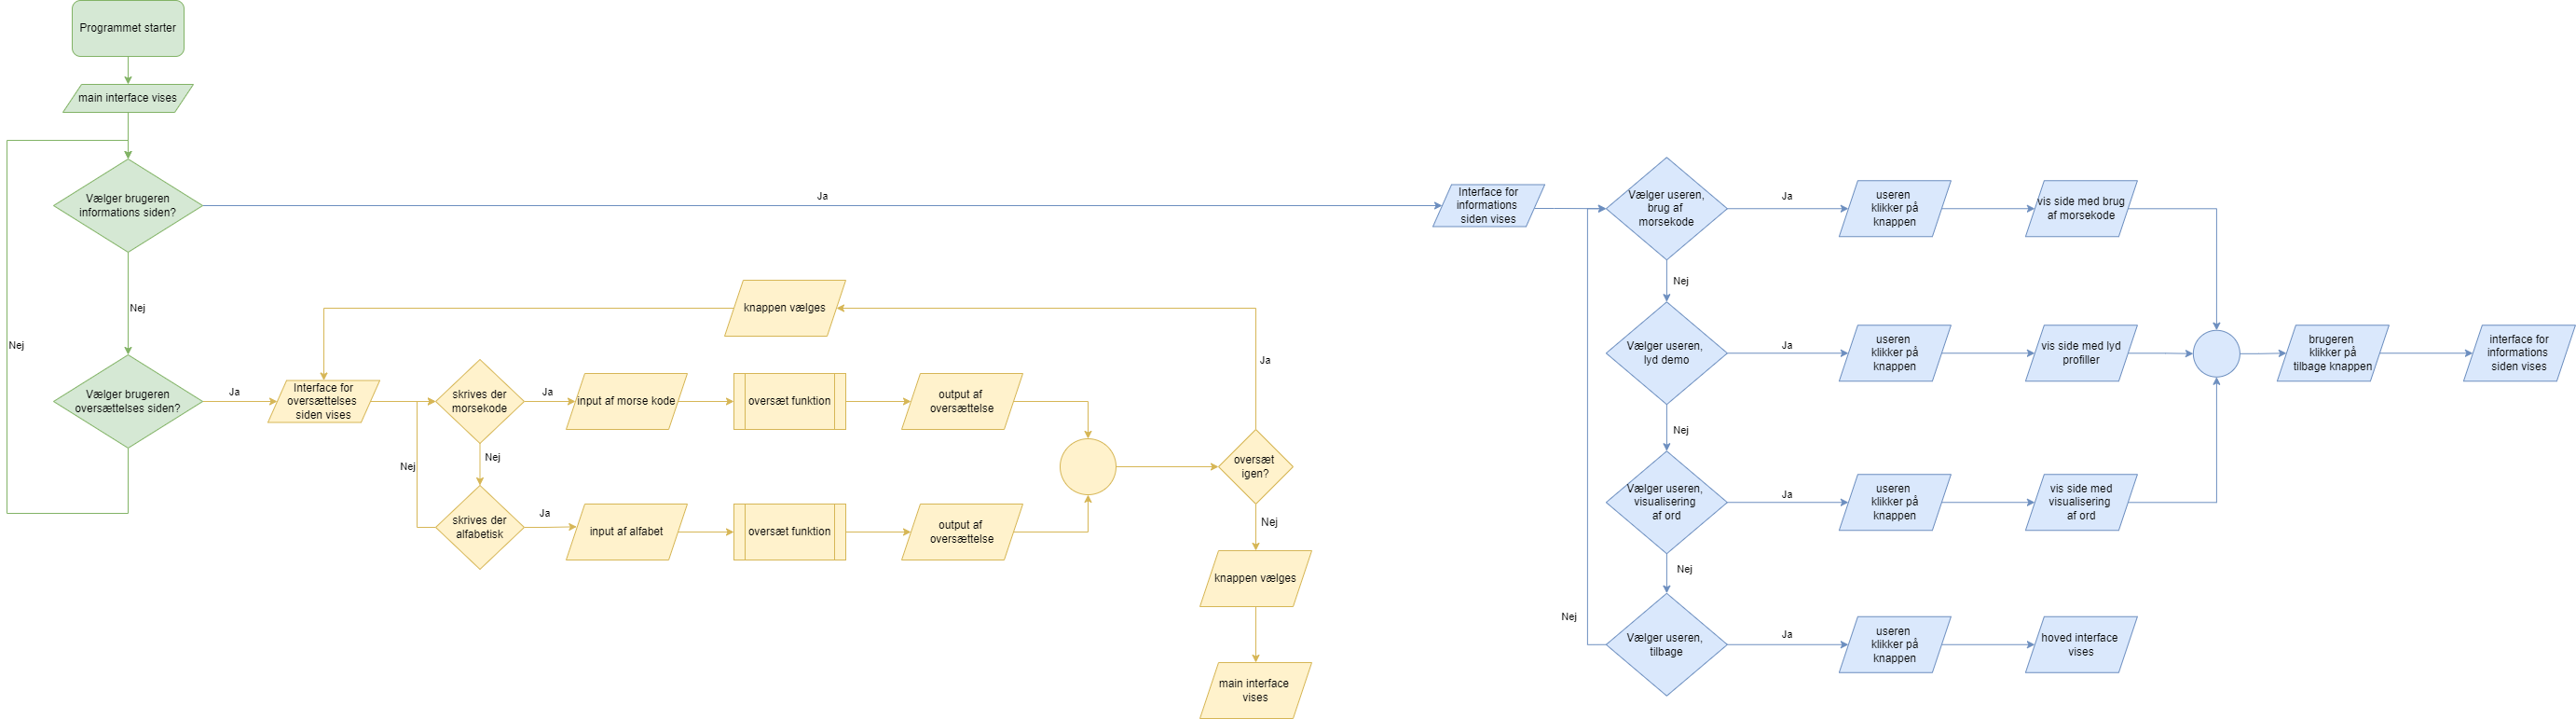 Programmet starter
main interface vises
Vælger brugeren
informations siden?
Ja
Nej
Nej
Vælger brugeren
oversættelses siden?
Ja
Interface for
oversættelses
siden vises
knappen vælges
skrives der
morsekode
Ja
input af morse kode
oversæt funktion
output af
oversættelse
Nej
Nej
skrives der
alfabetisk
Ja
input af alfabet
oversæt funktion
output af
oversættelse
oversæt
igen?
Ja
Nej
knappen vælges
main interface
vises
Interface for
informations
siden vises
Vælger useren,
brug af
morsekode
Ja
useren
klikker på
knappen
vis side med brug
af morsekode
Nej
Vælger useren,
lyd demo
Ja
useren
klikker på
knappen
vis side med lyd
profiller
brugeren
klikker på
tilbage knappen
interface for
informations
siden vises
Nej
Vælger useren,
visualisering
af ord
Ja
useren
klikker på
knappen
vis side med
visualisering
af ord
Nej
Nej
Vælger useren,
tilbage
Ja
useren
klikker på
knappen
hoved interface
vises